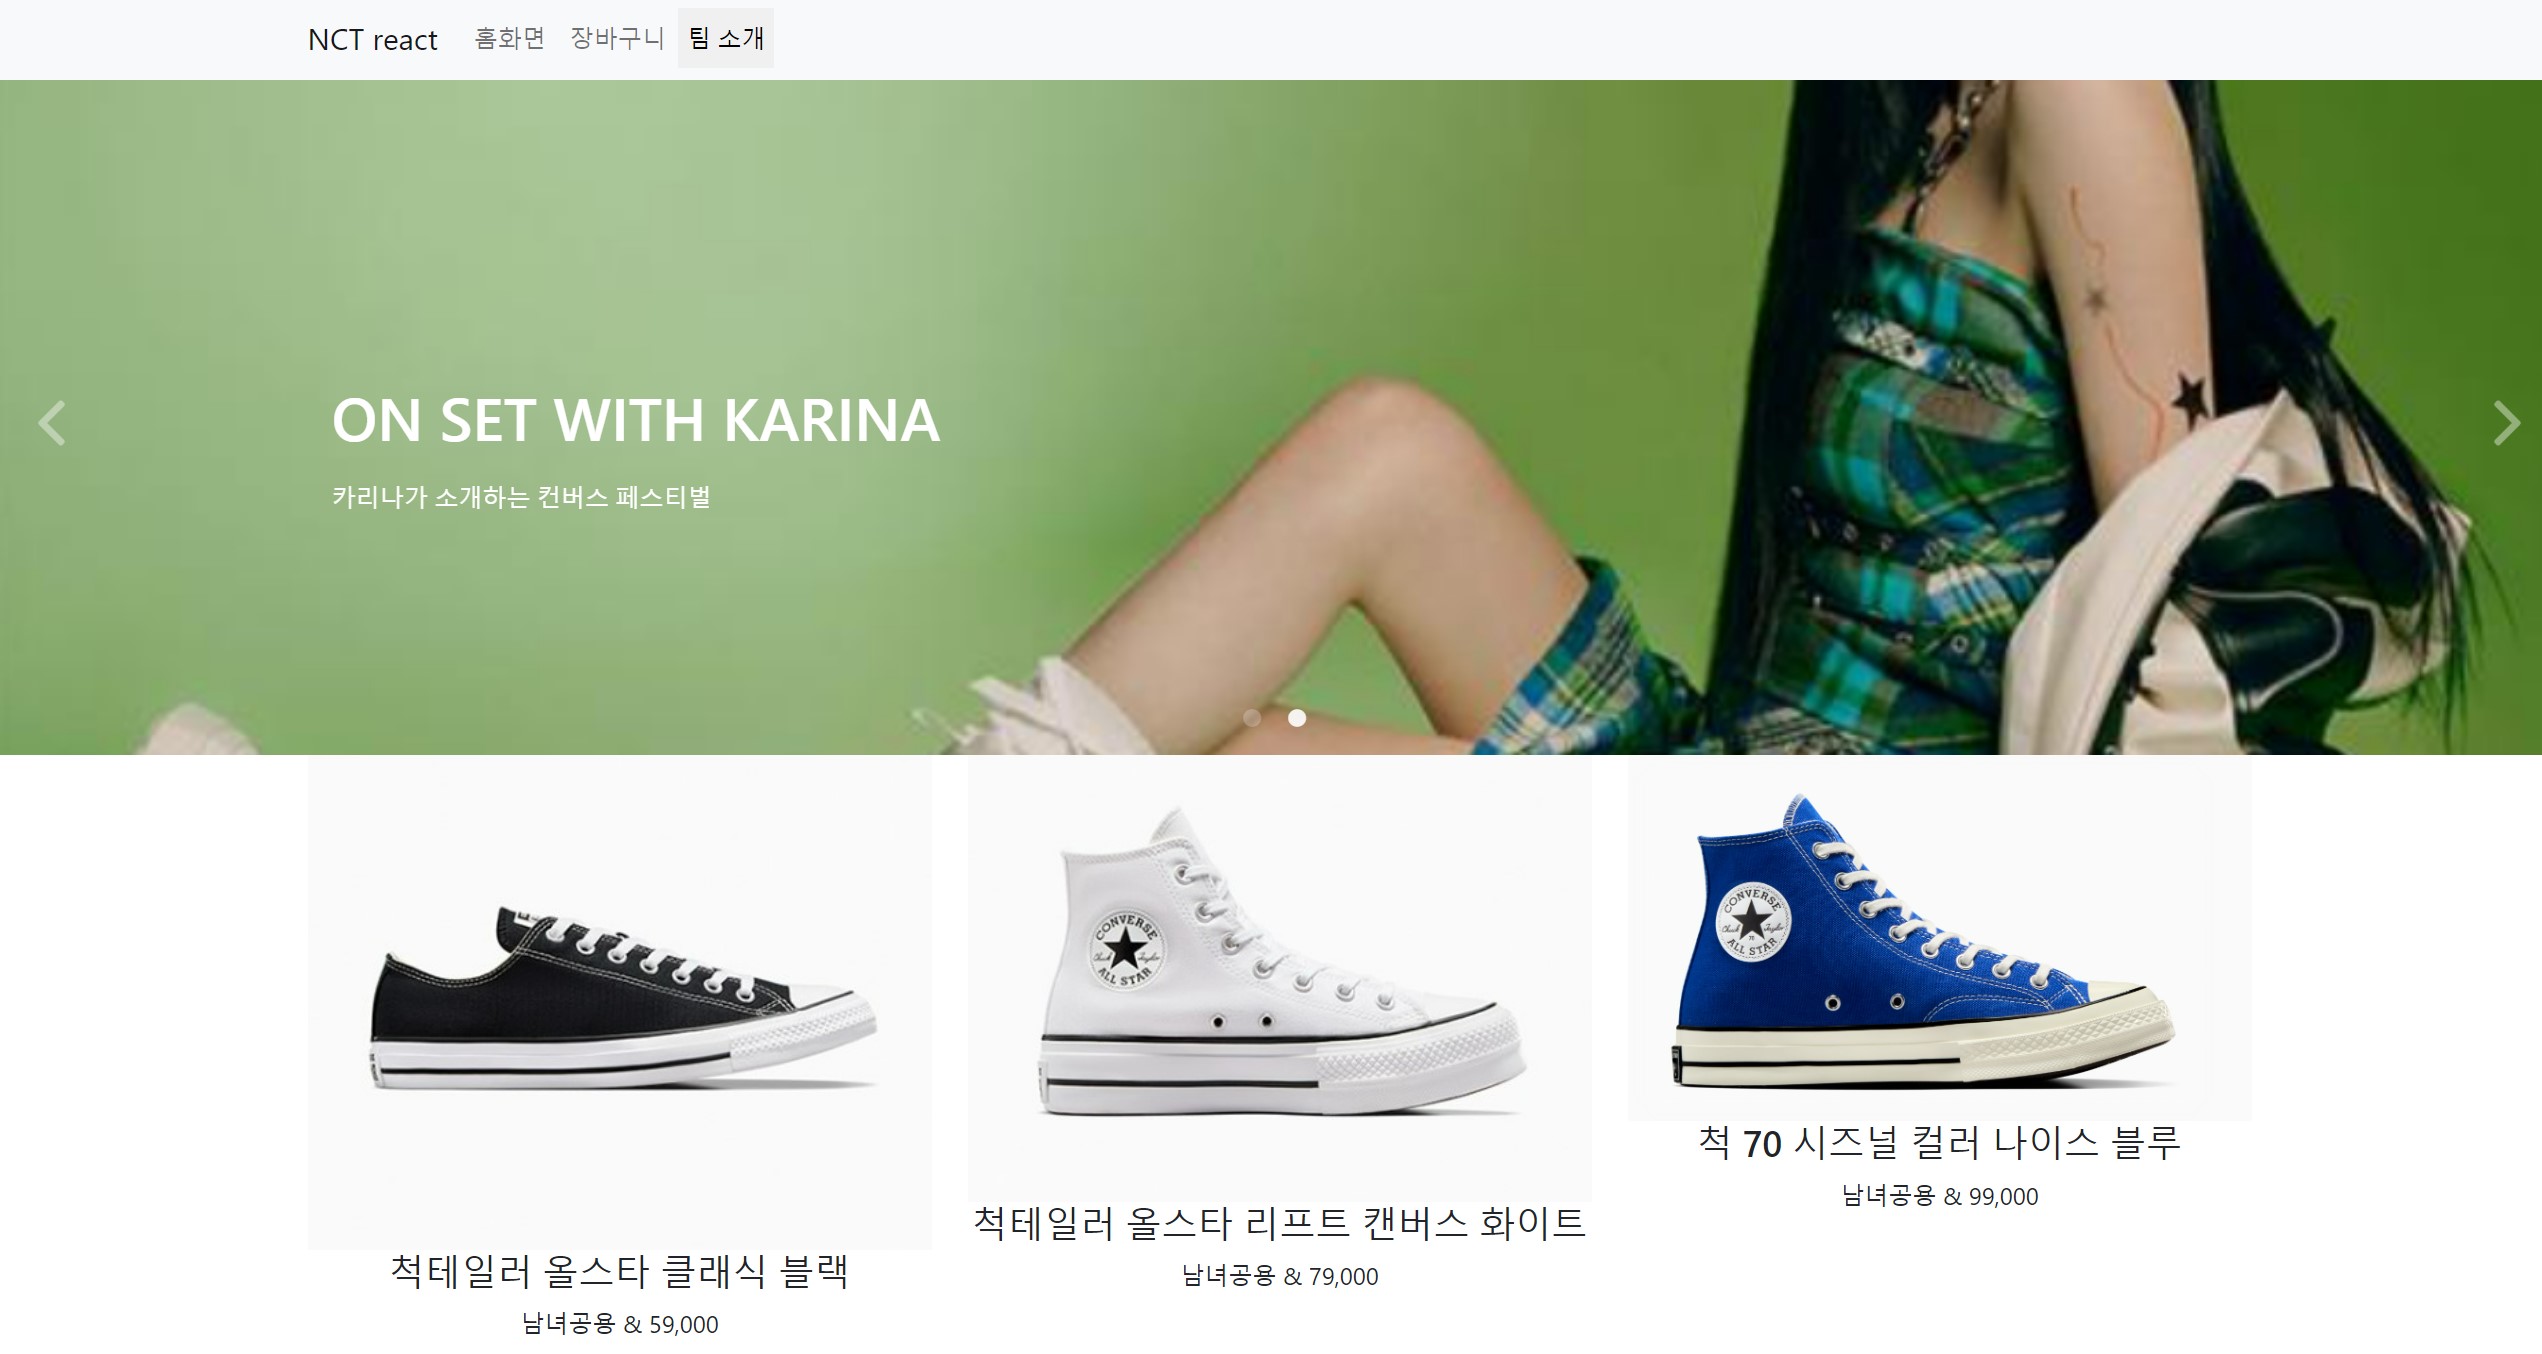 NCT react 홈화면 장바구니 팀 소개
ON SET WITH KARINA
카리나가 소개하는 컨버스 페스티벌
CONVERSE
Chuck Taylor
ALL STAR
CONVERSE
Chuck Taylor
70
ALL STAR
척테일러 올스타 클래식 블랙
남녀공용 & 59,000
척테일러 올스타 리프트 캔버스 화이트
남녀공용 & 79,000
척 70 시즈널 컬러 나이스 블루
남녀공용 & 99,000